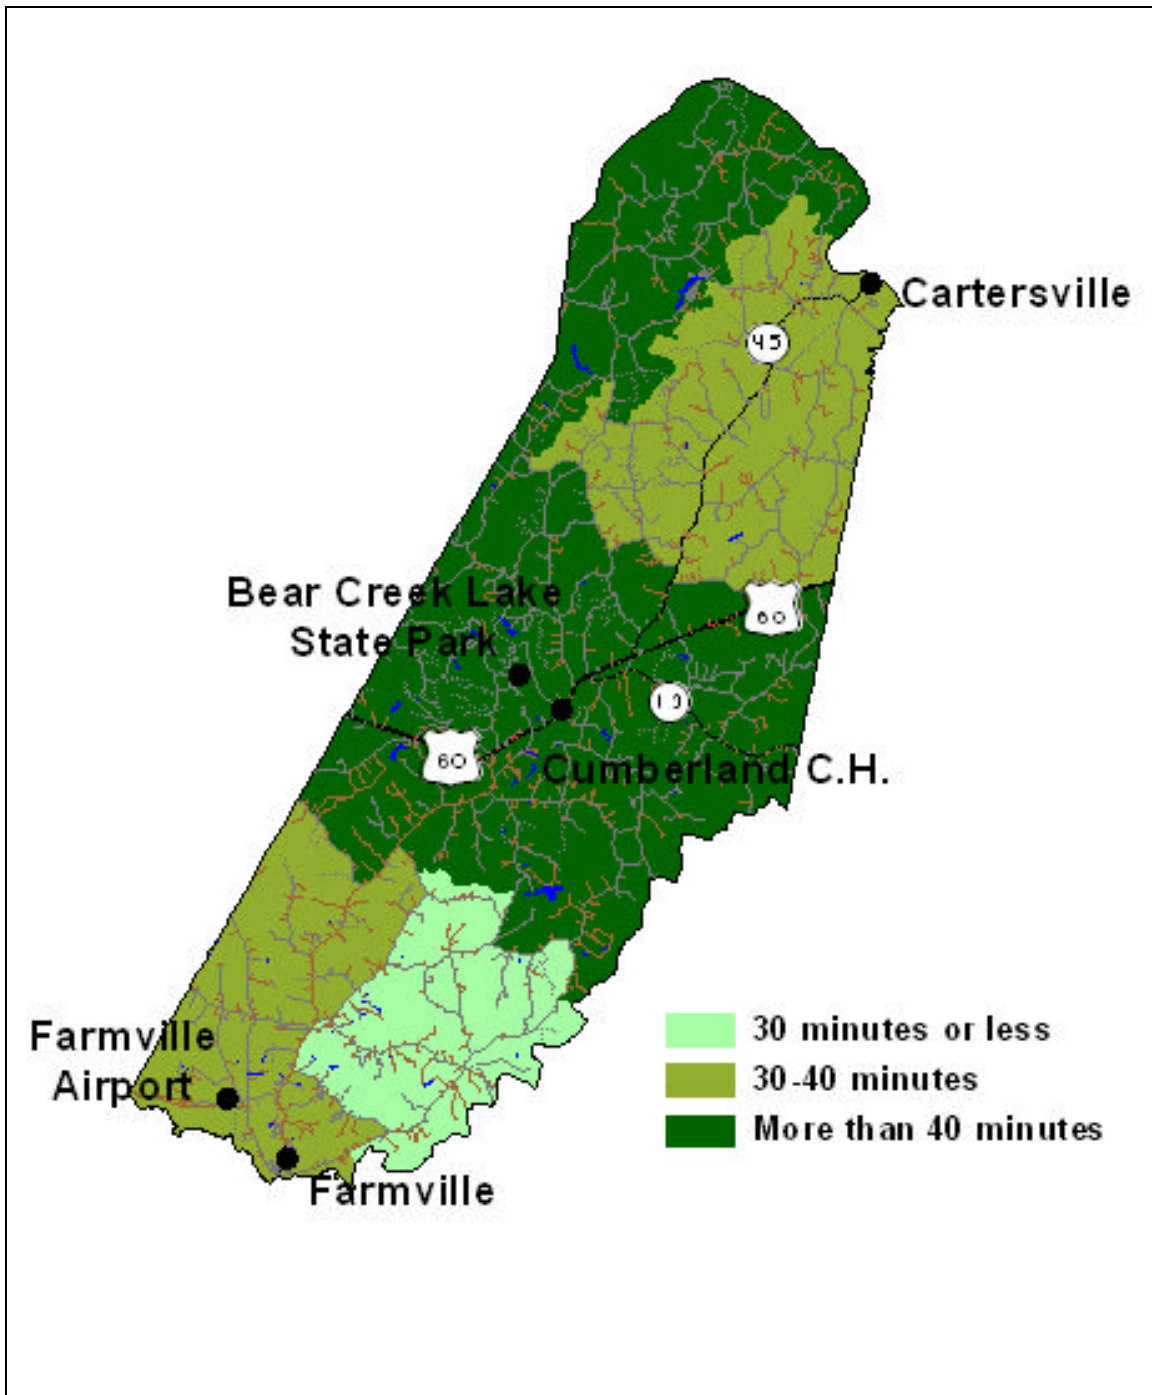 Cartersville
45
Bear Creek Lake
State Park
60
13
60
Cumberland C.H.
Farmville
Airport
Farmville
30 minutes or less
30-40 minutes
More than 40 minutes